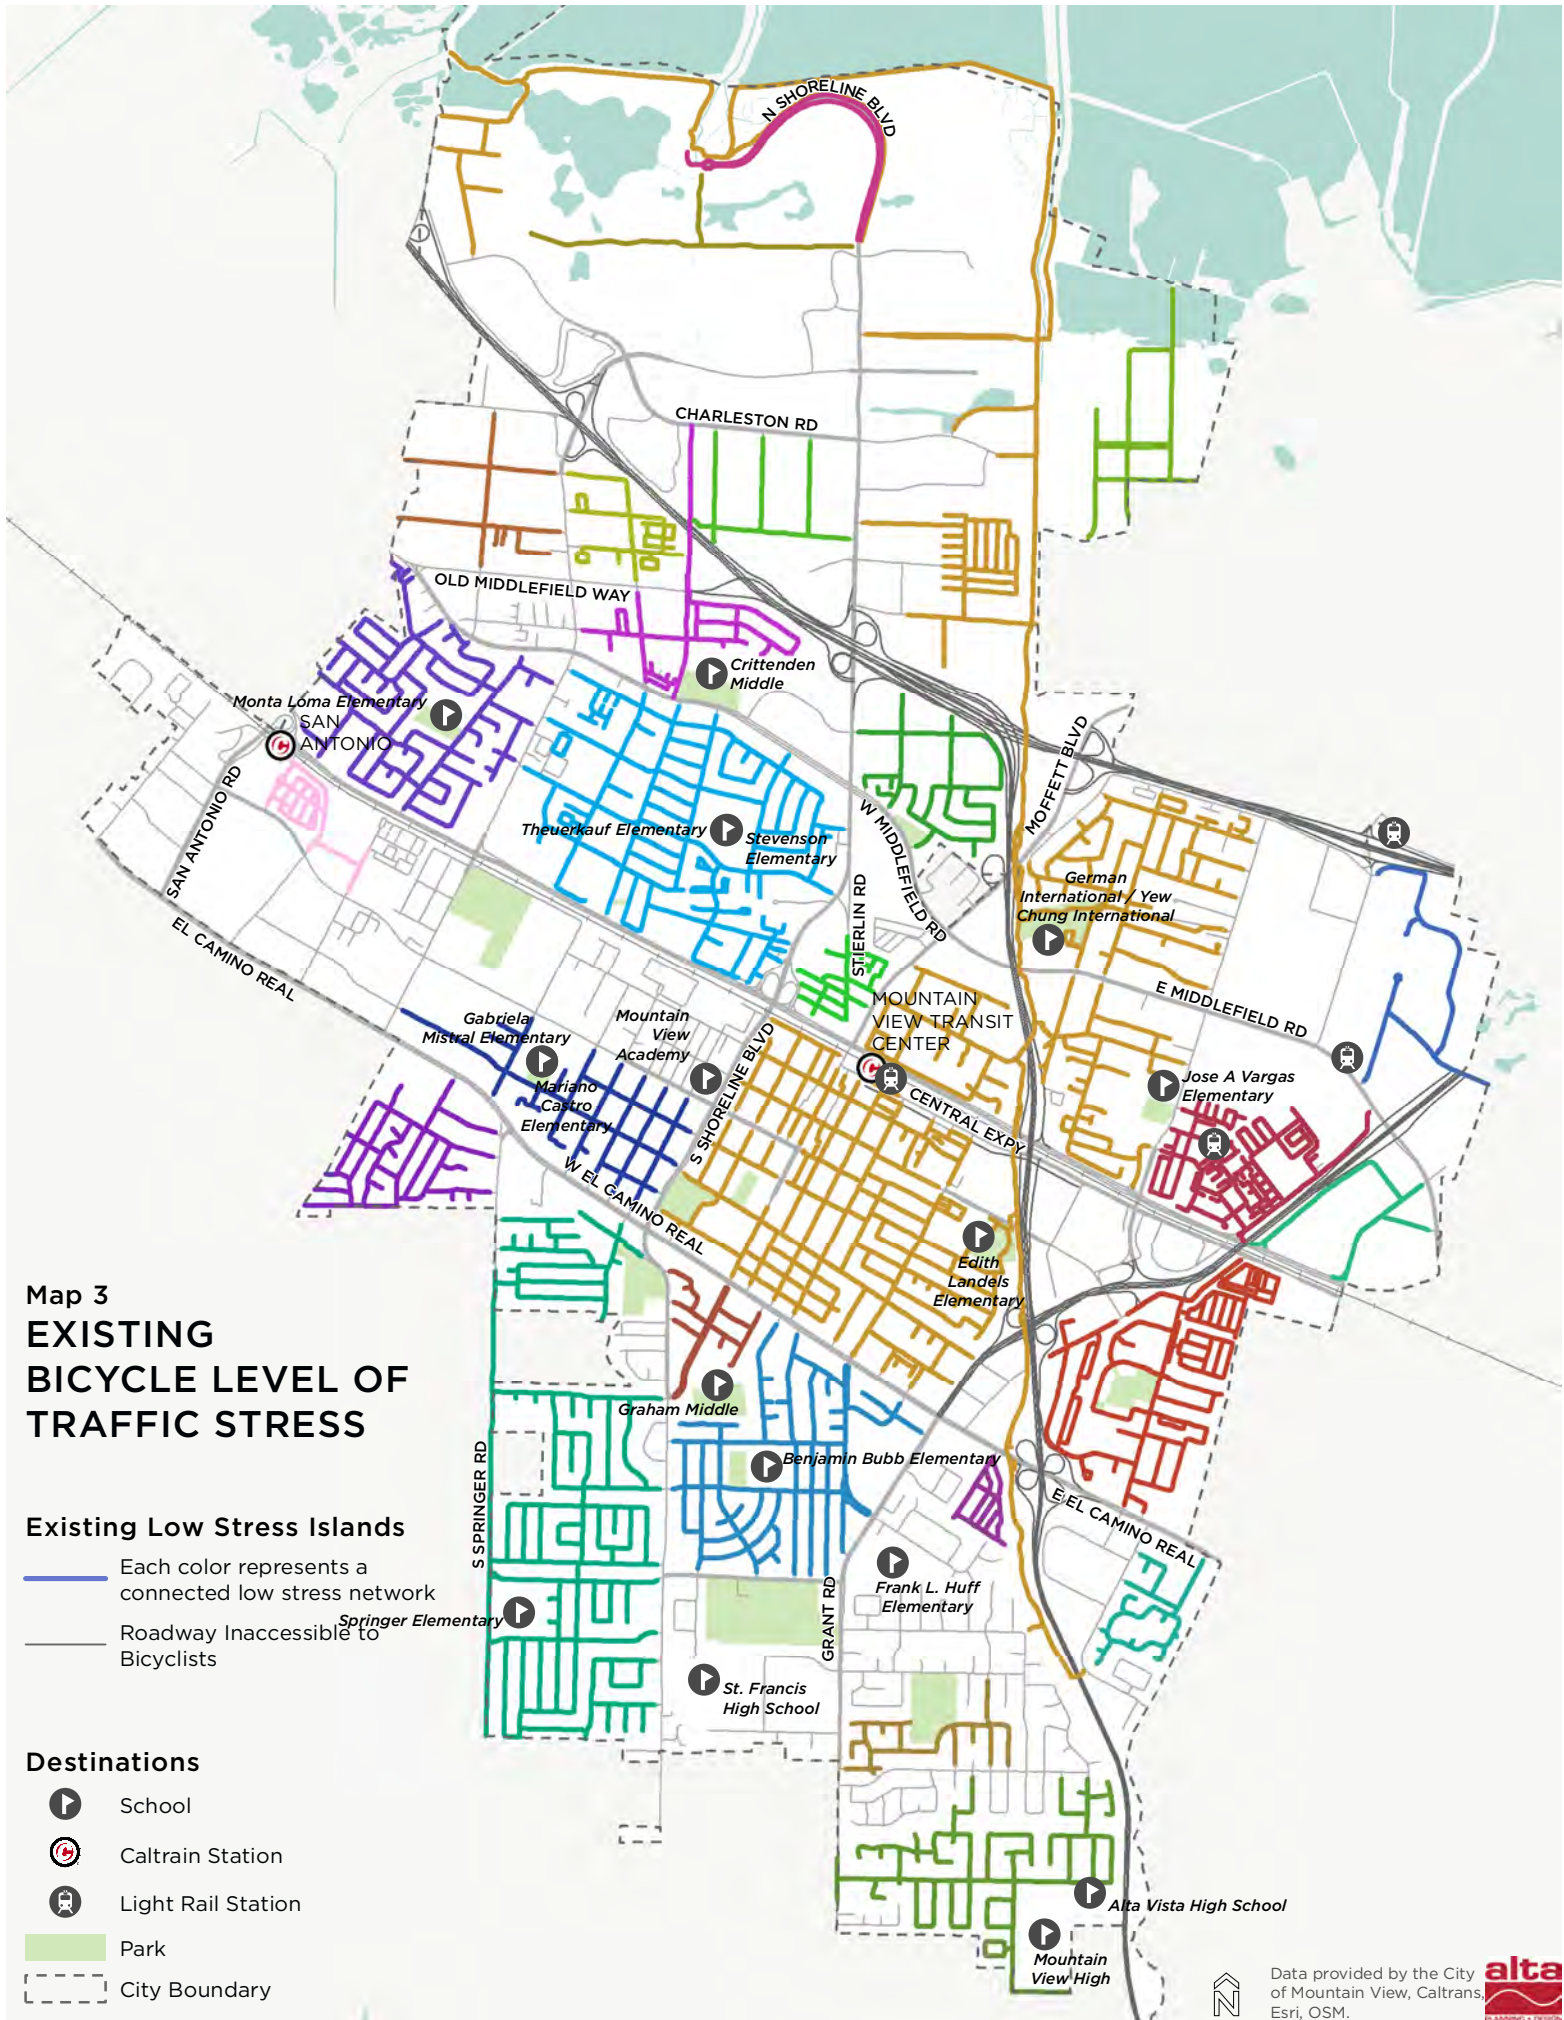 N SHORELINE BLVD
CHARLESTON RD
OLD MIDDLEFIELD WAY
Crittenden
Middle
Monta Loma Elementary
SAN
ANTONIO
SAN ANTONIO RD
MOFFETT BLVD
W MIDDLEFIELD RD
Theuerkauf Elementary
Stevenson
Elementary
German
International / Yew
Chung International
STIERLIN RD
EL CAMINO REAL
E MIDDLEFIELD RD
MOUNTAIN
VIEW TRANSIT
CENTER
Gabriela
Mistral Elementary
Mountain
View
Academy
Mariano
Castro
Elementary
S SHORELINE BLVD
CENTRAL EXPY
Jose A Vargas
Elementary
W EL CAMINO REAL
Edith
Landels
Elementary
Map 3
EXISTING
BICYCLE LEVEL OF
TRAFFIC STRESS
Graham Middle
Benjamin Bubb Elementary
S SPRINGER RD
E EL CAMINO REAL
Existing Low Stress Islands
Each color represents a
connected low stress network
Roadway Inaccessible to
Bicyclists
Springer Elementary
Frank L. Huff
Elementary
GRANT RD
St. Francis
High School
Destinations
School
Caltrain Station
Light Rail Station
Park
City Boundary
Alta Vista High School
Mountain
View High
N
Data provided by the City
of Mountain View, Caltrans,
Esri, OSM.
alta
PLANNING + DESIGN